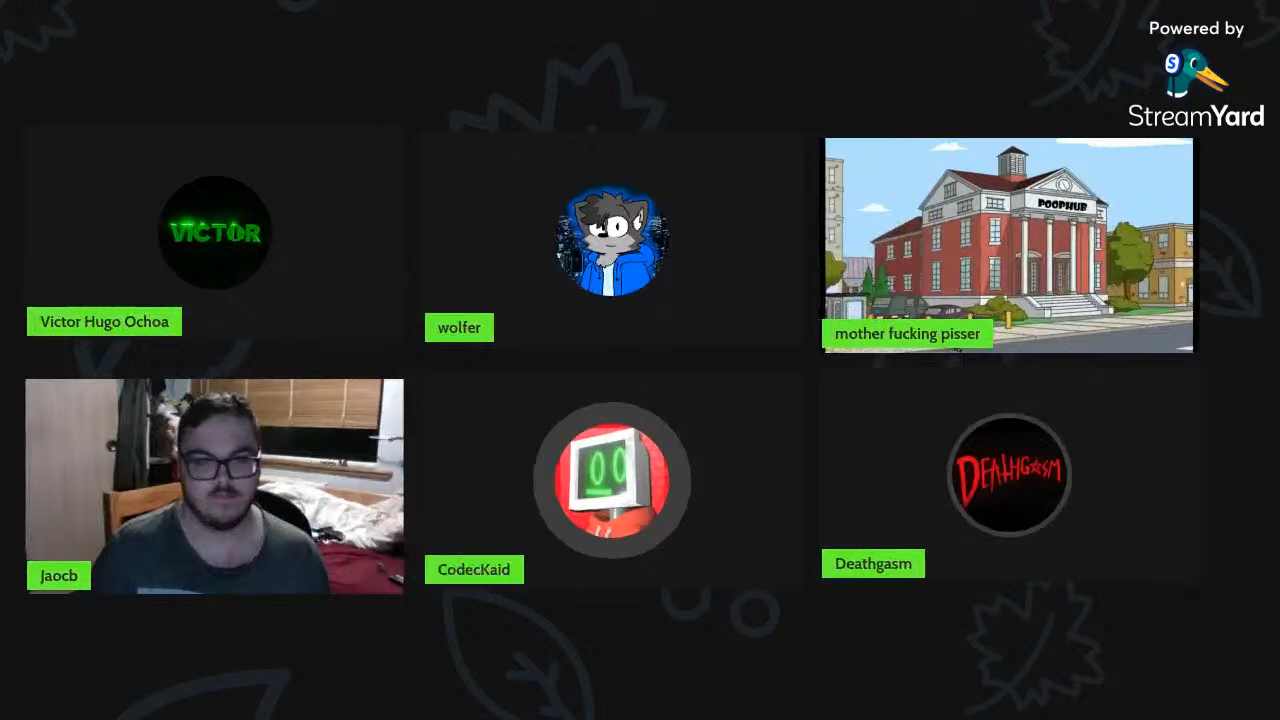 Powered by
S
StreamYard
VICTOR
Victor Hugo Ochoa
wolfer
POOPHUB
mother fucking pisser
Jaocb
CodecKaid
DEATHGASM
Deathgasm